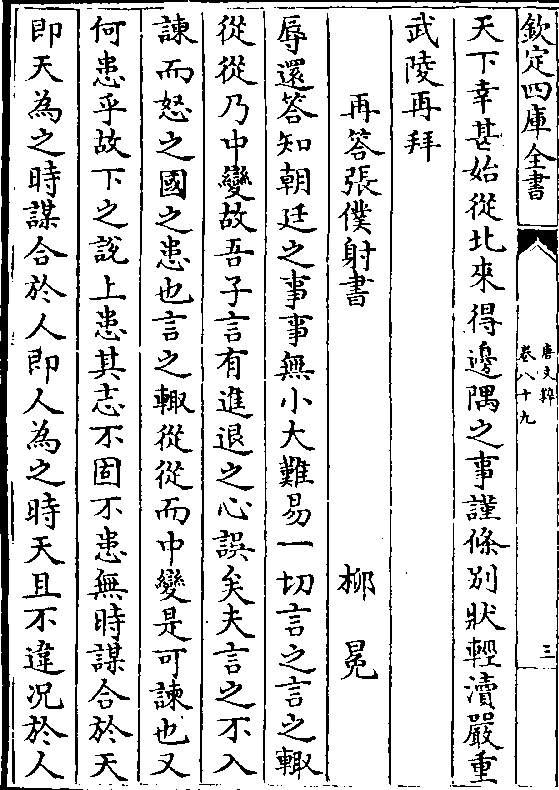 欽定四庫全書
唐文粹
卷八十九
三
天下幸甚始從北來得邊隅之事謹條别狀輕瀆嚴重
武陵再拜
再答張僕射書 柳冕
辱還答知朝廷之事事無小大難易一切言之言之輙
從從乃中變故吾子言有進退之心誤矣夫言之不入
諫而怒之國之患也言之輙從從而中變是可諫也又
何患乎故下之說上患其志不固不患無時謀合於天
即天為之時謀合於人即人為之時天且不違况於人